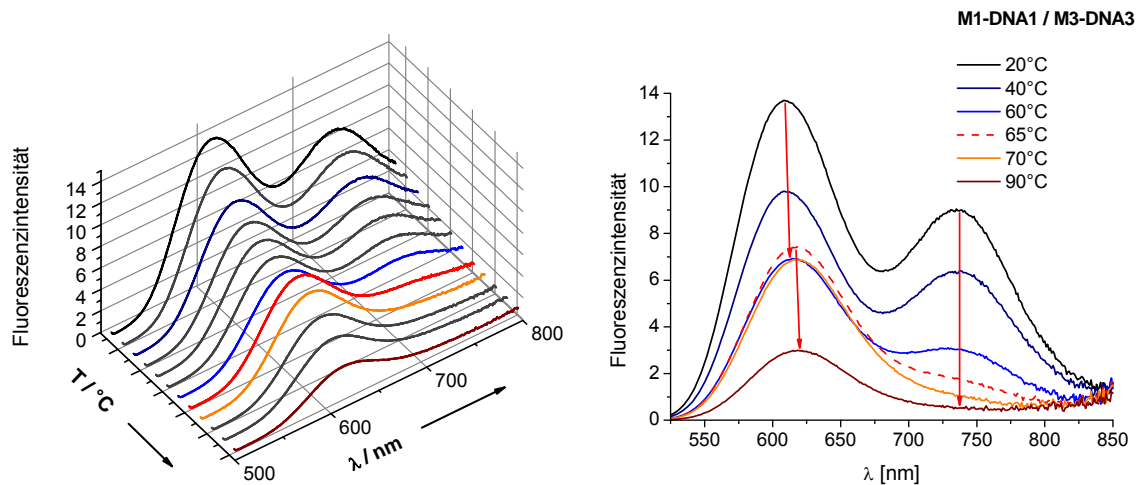 Fluoreszenzintensität
14
12
10
8
6
4
2
0
T / °C
500
600
700
800
λ / nm
M1-DNA1 / M3-DNA3
20°C
40°C
60°C
65°C
70°C
90°C
Fluoreszintensität
14
12
10
8
6
4
2
0
550
600
650
700
750
800
850
λ [nm]